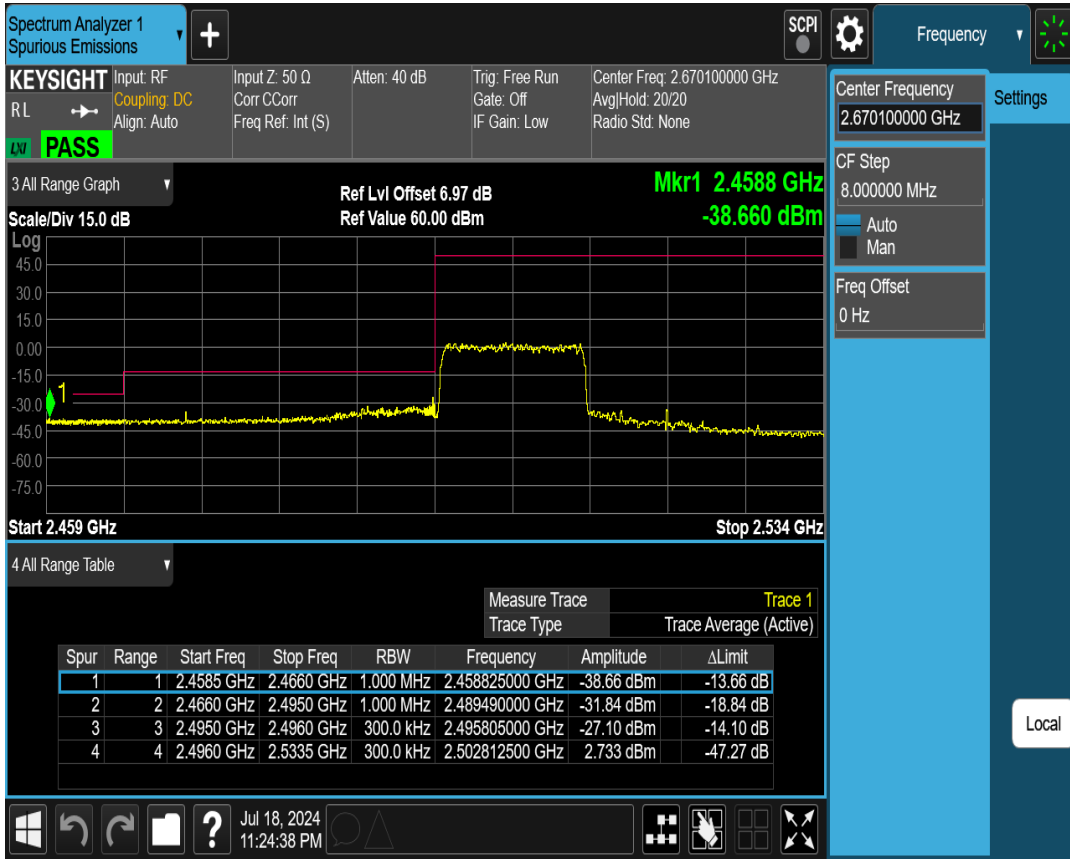 Spectrum Analyzer 1
Spurious Emissions
+
SCPI
Frequency
KEYSIGHT
RL
LXI
PASS
Input: RF
Coupling: DC
Align: Auto
Input Z: 50 Ω
Corr CCorr
Freq Ref: Int (S)
Atten: 40 dB
Trig: Free Run
Gate: Off
IF Gain: Low
Center Freq: 2.670100000 GHz
Avg|Hold: 20/20
Radio Std: None
Center Frequency
2.670100000 GHz
Settings
CF Step
8.000000 MHz
Auto
Man
Freq Offset
0 Hz
3 All Range Graph
Ref Lvl Offset 6.97 dB
Mkr1 2.4588 GHz
Scale/Div 15.0 dB
Ref Value 60.00 dBm
-38.660 dBm
Log
45.0
30.0
15.0
0.00
-15.0
1
-30.0
-45.0
-60.0
-75.0
Start 2.459 GHz
Stop 2.534 GHz
4 All Range Table
Measure Trace Trace 1
Trace Type Trace Average (Active)
Spur Range Start Freq Stop Freq RBW Frequency Amplitude ΔLimit
1 1 2.4585 GHz 2.4660 GHz 1.000 MHz 2.458825000 GHz -38.66 dBm -13.66 dB
2 2 2.4660 GHz 2.4950 GHz 1.000 MHz 2.489490000 GHz -31.84 dBm -18.84 dB
3 3 2.4950 GHz 2.4960 GHz 300.0 kHz 2.495805000 GHz -27.10 dBm -14.10 dB
4 4 2.4960 GHz 2.5335 GHz 300.0 kHz 2.502812500 GHz 2.733 dBm -47.27 dB
Local
?
Jul 18, 2024
11:24:38 PM